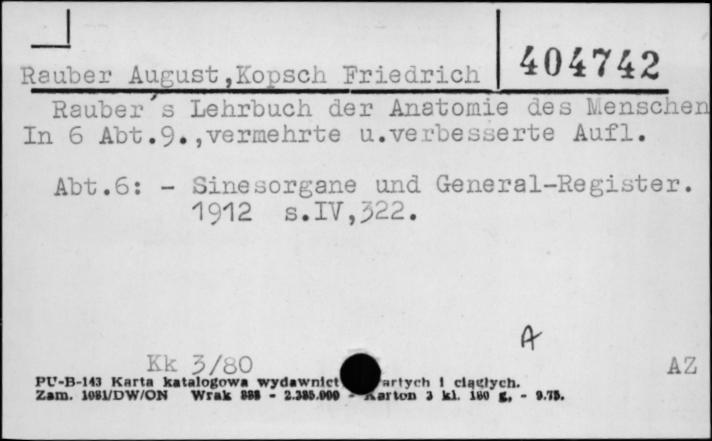 404742
Rauber August,Kopsch Friedrich
Rauber´s Lehrbuch der Anatomie des Menschen
In 6 Abt.9.,vermehrte u.verbesserte Aufl.
Abt.6: - Sinesorgane und General-Register.
1912 s.IV,322.
A
Kk 3/80 AZ
PU-B-143 Karta katalogowa wydawnict artych i ciągłych.
Zam. 1081/DW/ON Wrak 888 - 2.385.000 - Karton 3 kl. 180 g, - 9.75.